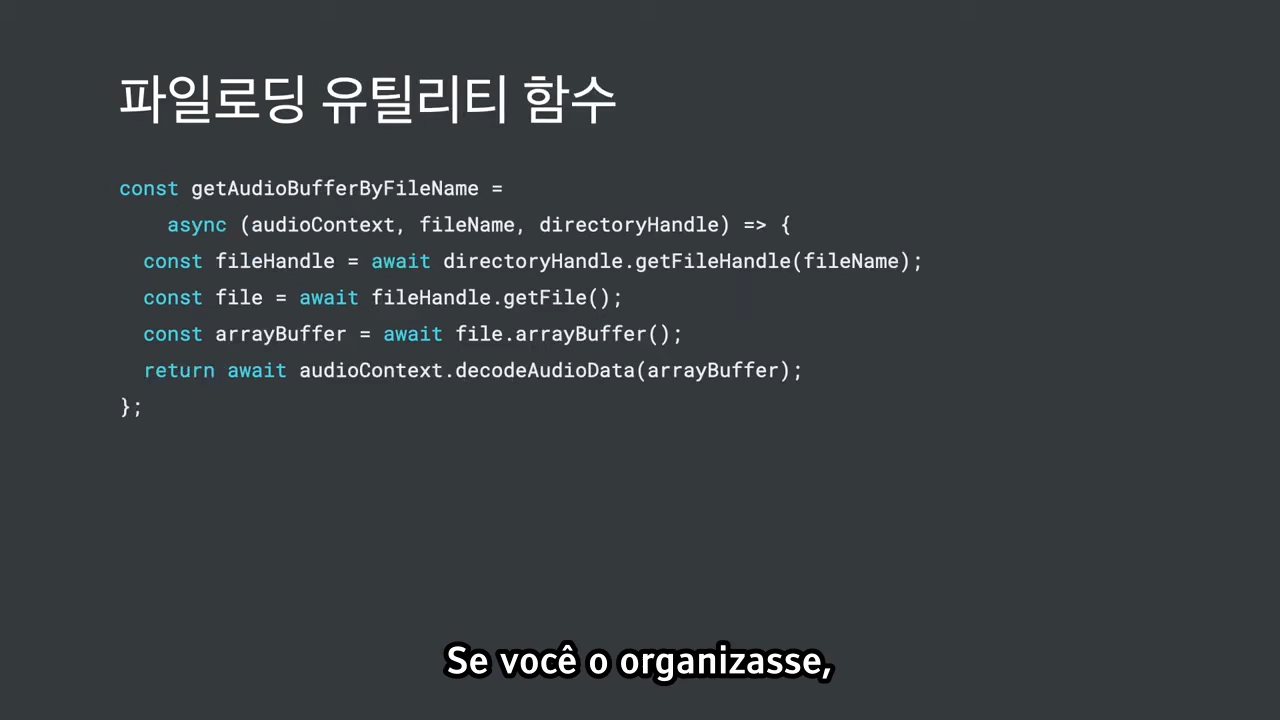 파일로딩 유틸리티 함수
const getAudioBufferByFileName =
async (audioContext, fileName, directoryHandle) => {
const fileHandle = await directoryHandle.getFileHandle(fileName);
const file = await fileHandle.getFile();
const arrayBuffer = await file.arrayBuffer();
return await audioContext.decodeAudioData(arrayBuffer);
};
Se você o organizasse,